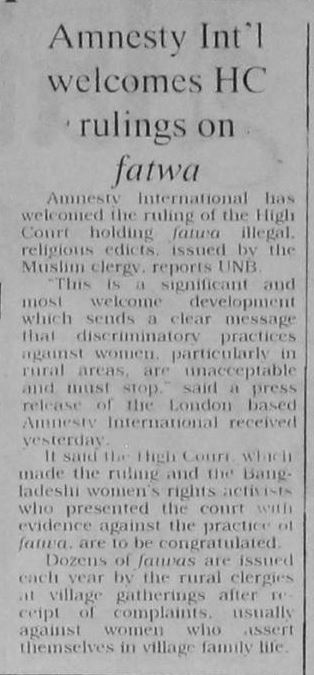 Amnesty Int'l
welcomes HC
rulings on
fatwa
Amnesty International has
welcomed the ruling of the High
Court holding fatwa illegal,
religious edicts, issued by the
Muslim clergy, reports UNB.
"This is a significant and
most welcome development
which sends a clear message
that discriminatory practices
against women, particularly in
rural areas, are unacceptable
and must stop," said a press
release of the London based
Amnesty International received
yesterday.
It said the High Court, which
made the ruling and the Bang-
ladeshi women's rights activists
who presented the court with
evidence against the practice of
fatwa, are to be congratulated.
Dozens of fatwas are issued
each year by the rural clergies
at village gatherings after re-
ceipt of complaints, usually
against women who assert
themselves in village family life.